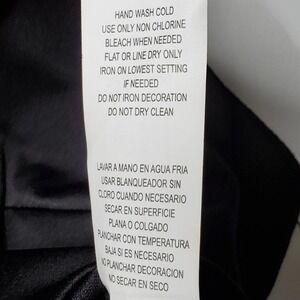 HAND WASH COLD
USE ONLY NON CHLORINE
BLEACH WHEN NEEDED
FLAT OR LINE DRY ONLY
IRON ON LOWEST SETTING
IF NEEDED
DO NOT IRON DECORATION
DO NOT DRY CLEAN
LAVAR A MANO EN AGUA FRIA
USAR BLANQUEADOR SIN
CLORO CUANDO NECESARIO
SECAR EN SUPERFICIE
PLANA O COLGADO
PLANCHAR CON TEMPERATURA
BAJA SI ES NECESARIO
NO PLANCHAR DECORACION
NO SECAR EN SECO